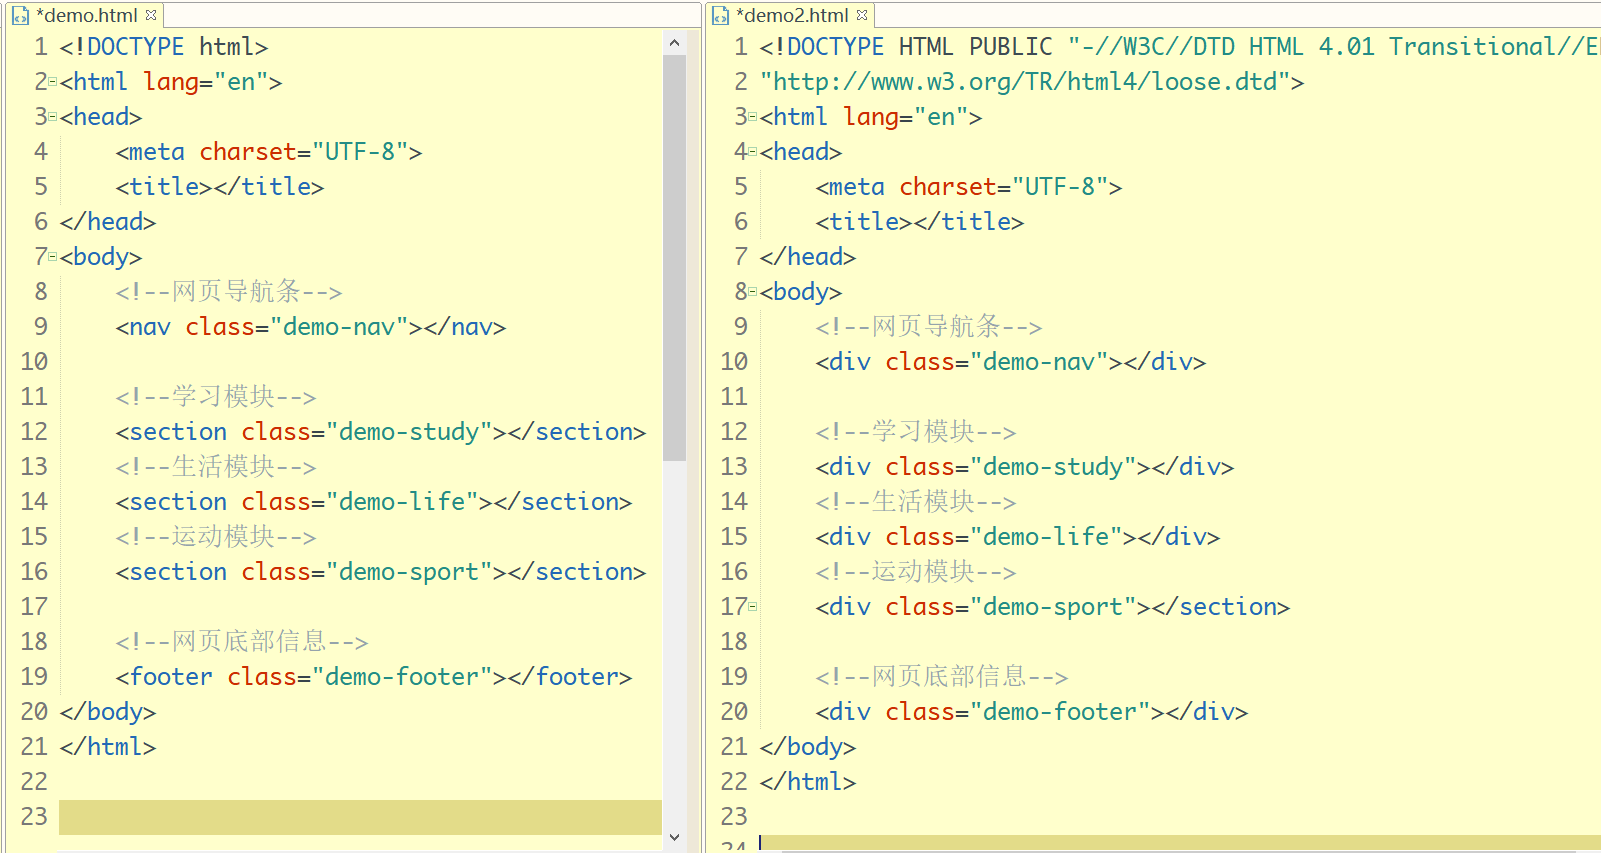 *demo.html
1 <!DOCTYPE html>
2 <html lang="en">
3 <head>
4     <meta charset="UTF-8">
5     <title></title>
6 </head>
7 <body>
8     <!--网页导航条-->
9     <nav class="demo-nav"></nav>
10
11     <!--学习模块-->
12     <section class="demo-study"></section>
13     <!--生活模块-->
14     <section class="demo-life"></section>
15     <!--运动模块-->
16     <section class="demo-sport"></section>
17
18     <!--网页底部信息-->
19     <footer class="demo-footer"></footer>
20 </body>
21 </html>
22
23
*demo2.html
1 <!DOCTYPE HTML PUBLIC "-//W3C//DTD HTML 4.01 Transitional//E
2 "http://www.w3.org/TR/html4/loose.dtd">
3 <html lang="en">
4 <head>
5     <meta charset="UTF-8">
6     <title></title>
7 </head>
8 <body>
9     <!--网页导航条-->
10     <div class="demo-nav"></div>
11
12     <!--学习模块-->
13     <div class="demo-study"></div>
14     <!--生活模块-->
15     <div class="demo-life"></div>
16     <!--运动模块-->
17     <div class="demo-sport"></section>
18
19     <!--网页底部信息-->
20     <div class="demo-footer"></div>
21 </body>
22 </html>
23
24